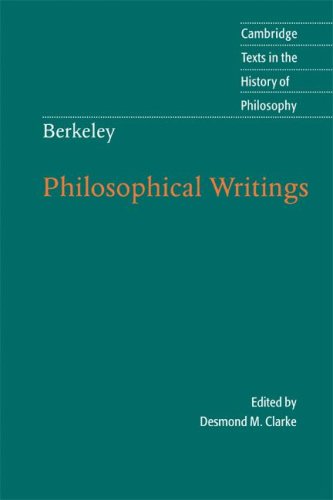 Cambridge
Texts in the
History of
Philosophy
Berkeley
Philosophical Writings
Edited by
Desmond M. Clarke